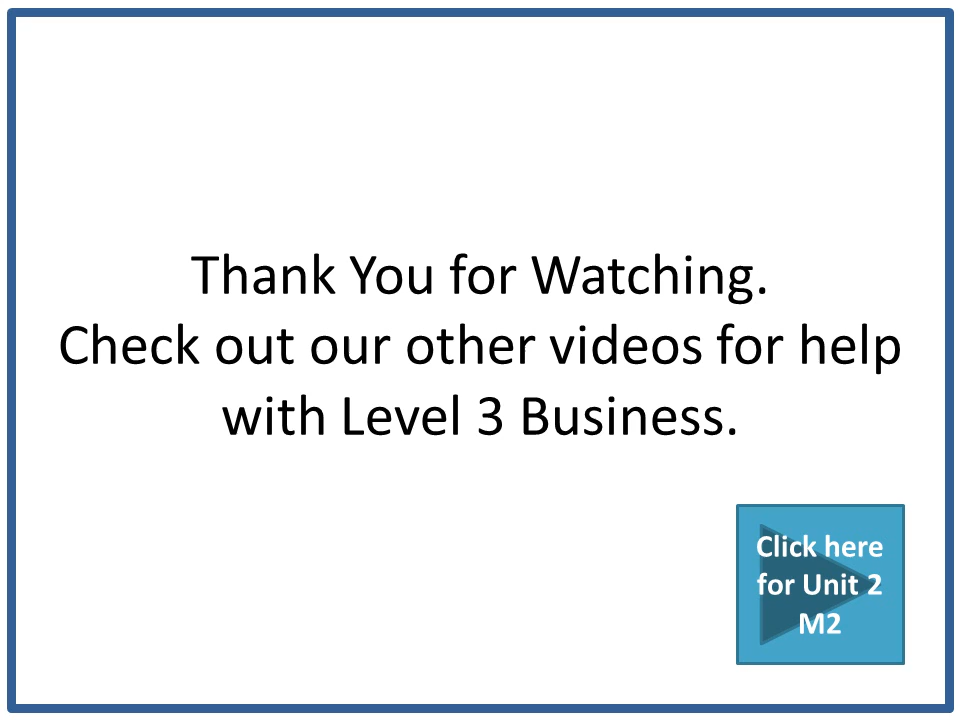 Thank You for Watching.
Check out our other videos for help
with Level 3 Business.
Click here
for Unit 2
M2